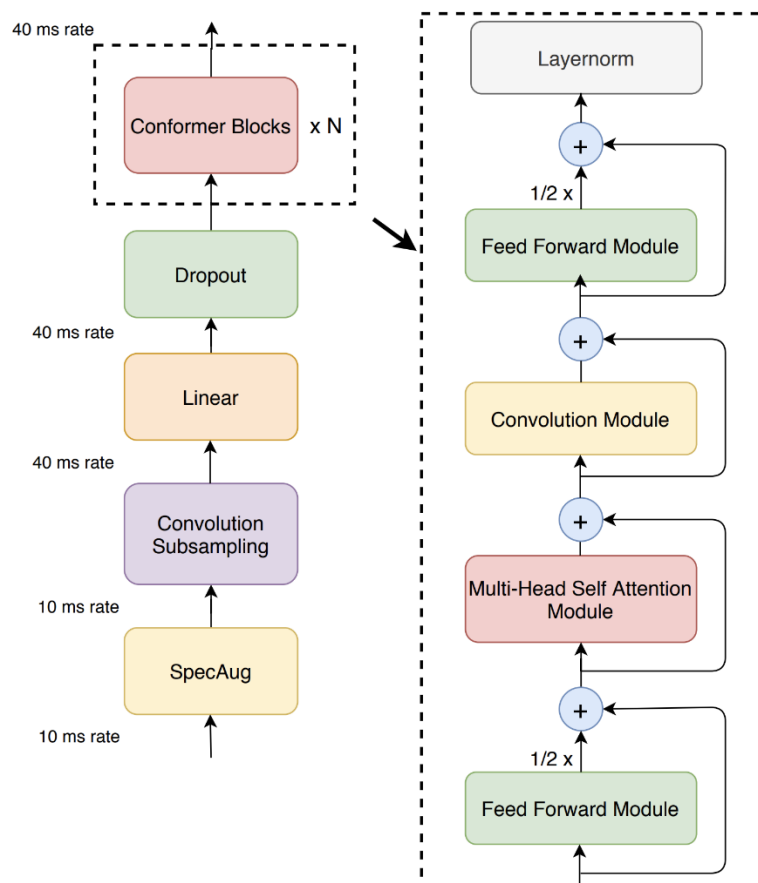 40 ms rate
Conformer Blocks
x N
Dropout
40 ms rate
Linear
40 ms rate
Convolution
Subsampling
10 ms rate
SpecAug
10 ms rate
Layernorm
+
1/2 x
Feed Forward Module
+
Convolution Module
+
Multi-Head Self Attention
Module
+
1/2 x
Feed Forward Module